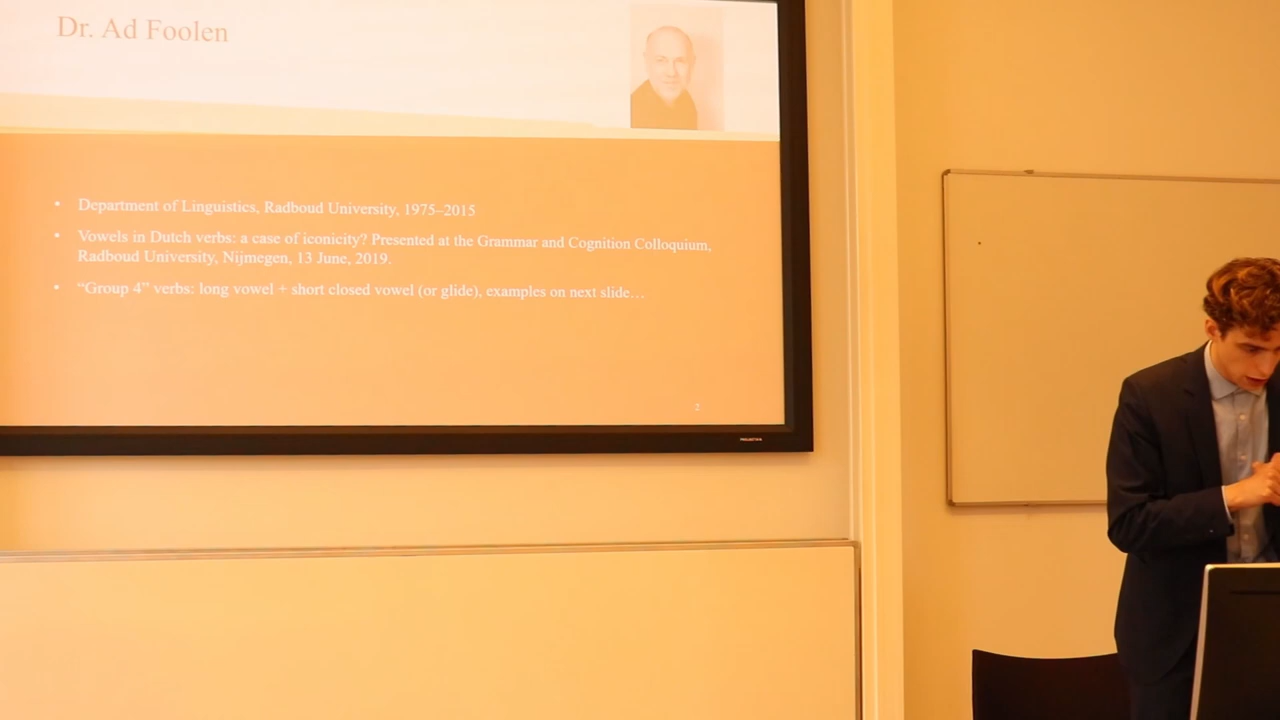 Dr. Ad Foolen
• Department of Linguistics, Radboud University, 1975–2015
• Vowels in Dutch verbs: a case of iconicity? Presented at the Grammar and Cognition Colloquium,
Radboud University, Nijmegen, 13 June, 2019.
• “Group 4” verbs: long vowel + short closed vowel (or glide), examples on next slide…
2